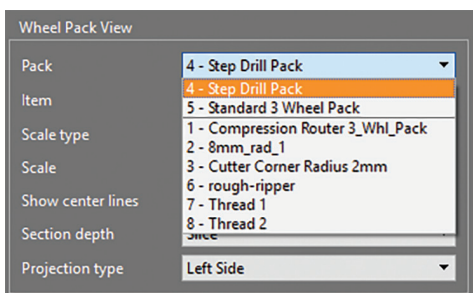 Wheel Pack View
Pack 4 - Step Drill Pack
4 - Step Drill Pack
Item 5 - Standard 3 Wheel Pack
1 - Compression Router 3_Whl_Pack
Scale type 2 - 8mm_rad_1
Scale 3 - Cutter Corner Radius 2mm
6 - rough-ripper
Show center lines 7 - Thread 1
8 - Thread 2
Section depth Slice
Projection type Left Side